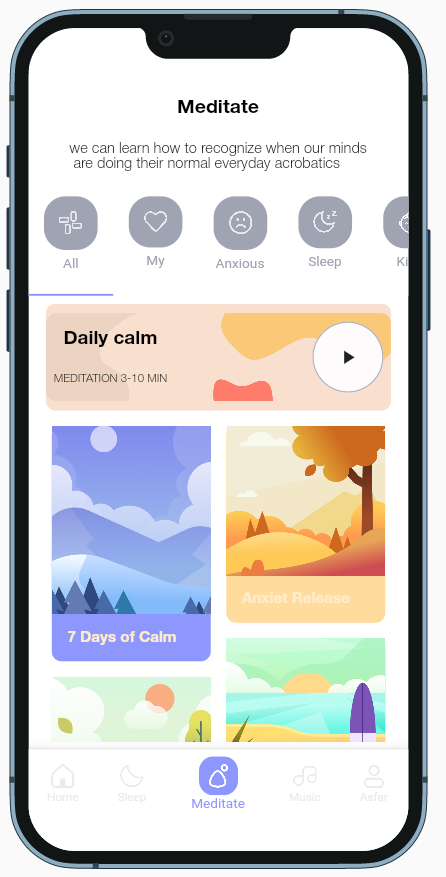 Meditate
we can learn how to recognize when our minds
are doing their normal everyday acrobatics
All
My
Anxious
Sleep
Ki
Daily calm
MEDITATION 3-10 MIN
7 Days of Calm
Anxiet Release
Home
Sleep
Meditate
Music
Asfar